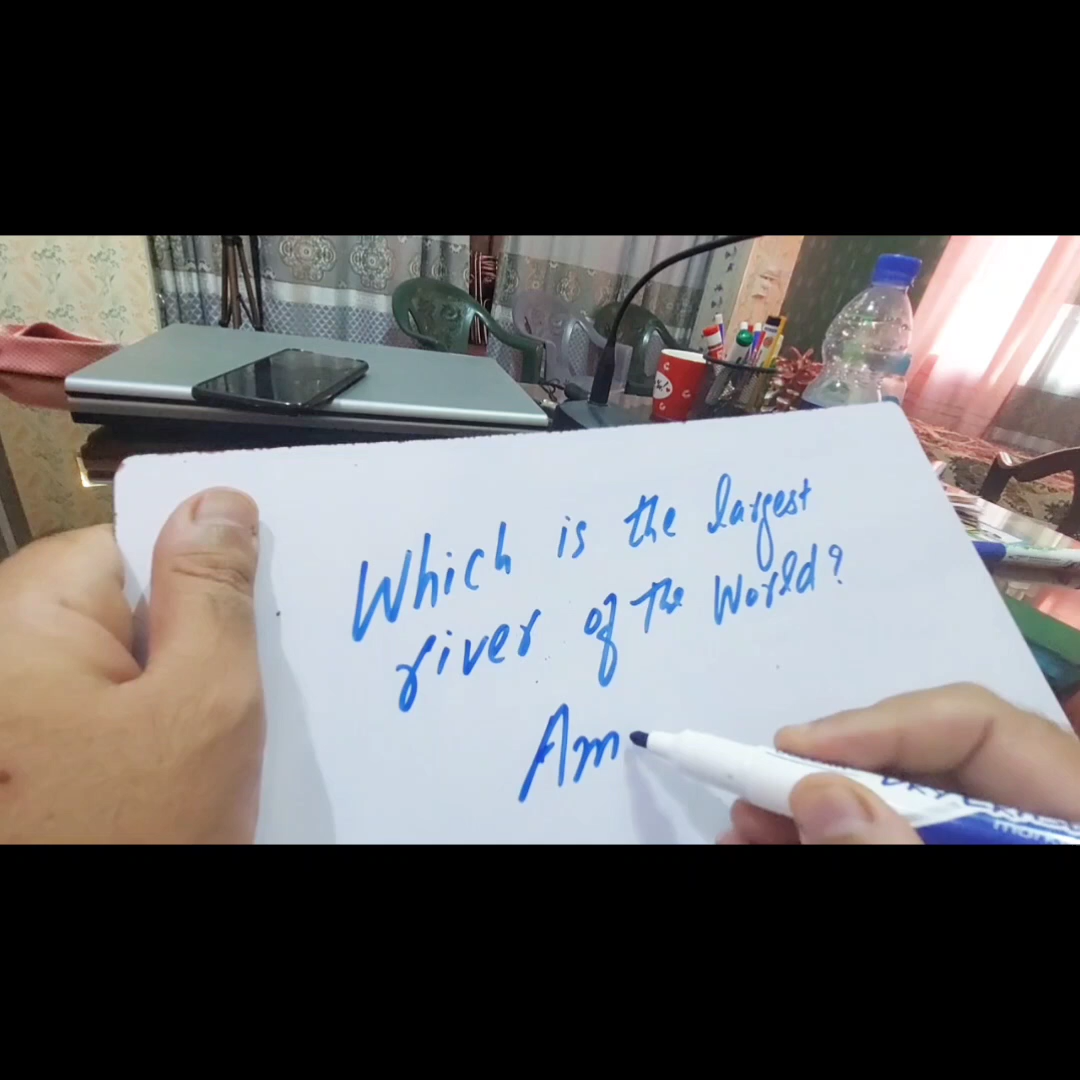 Which is the largest
river of the World?
Am